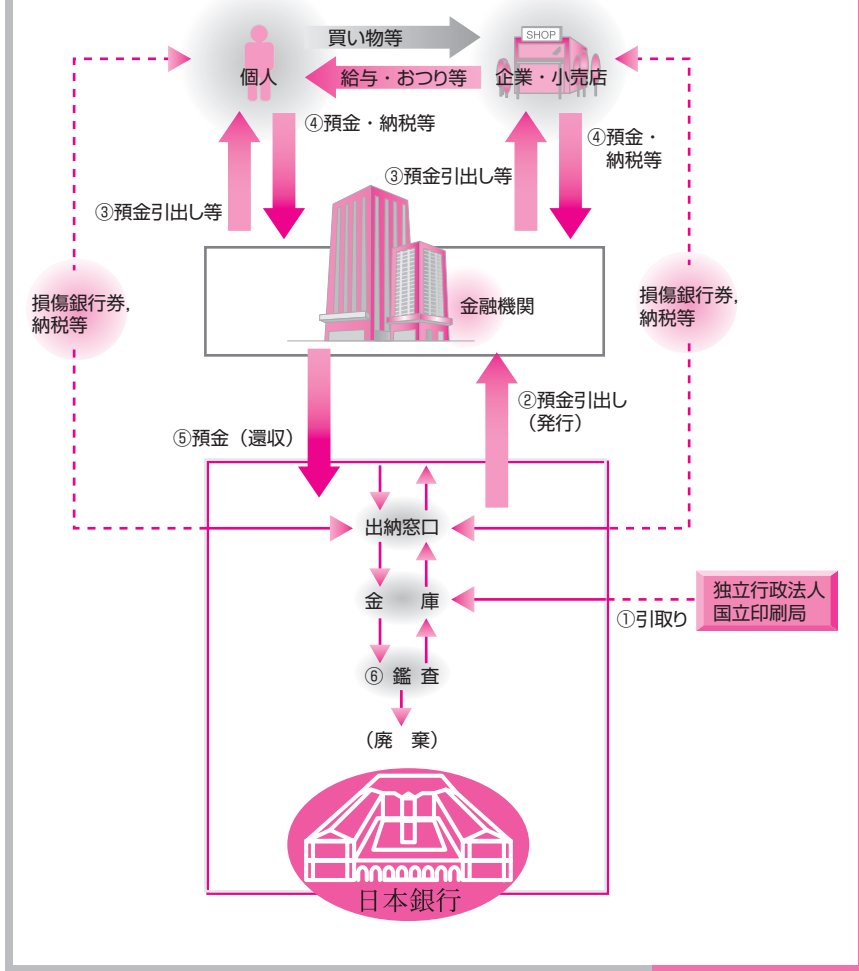 買い物等
SHOP
個人
給与・おつり等
企業・小売店
④預金・納税等
④預金・
納税等
③預金引出し等
③預金引出し等
損傷銀行券，
納税等
金融機関
損傷銀行券，
納税等
②預金引出し
（発行）
⑤預金（還収）
出納窓口
独立行政法人
国立印刷局
金　庫
①引取り
⑥ 鑑 査
（廃　棄）
日本銀行